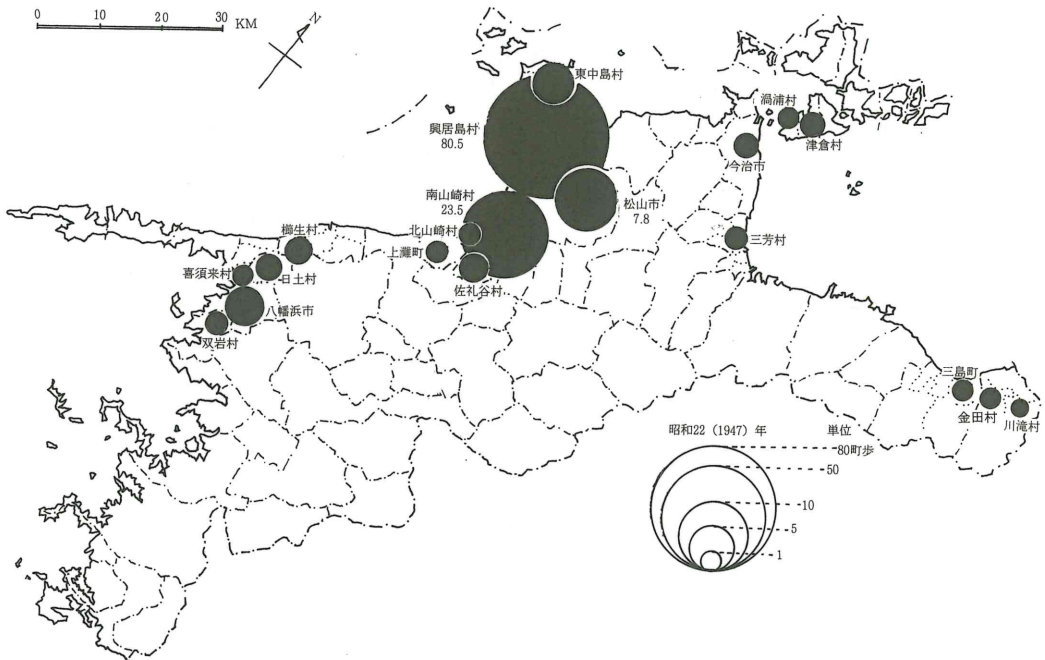 0 10 20 30 KM
N
東中島村
興居島村
80.5
渦浦村
津倉村
今治市
南山崎村
23.5
松山市
7.8
北山崎村
上灘町
佐礼谷村
三芳村
櫛生村
喜須来村
日土村
八幡浜市
双岩村
三島町
金田村
川滝村
昭和22(1947)年 単位
80町歩
50
10
5
1